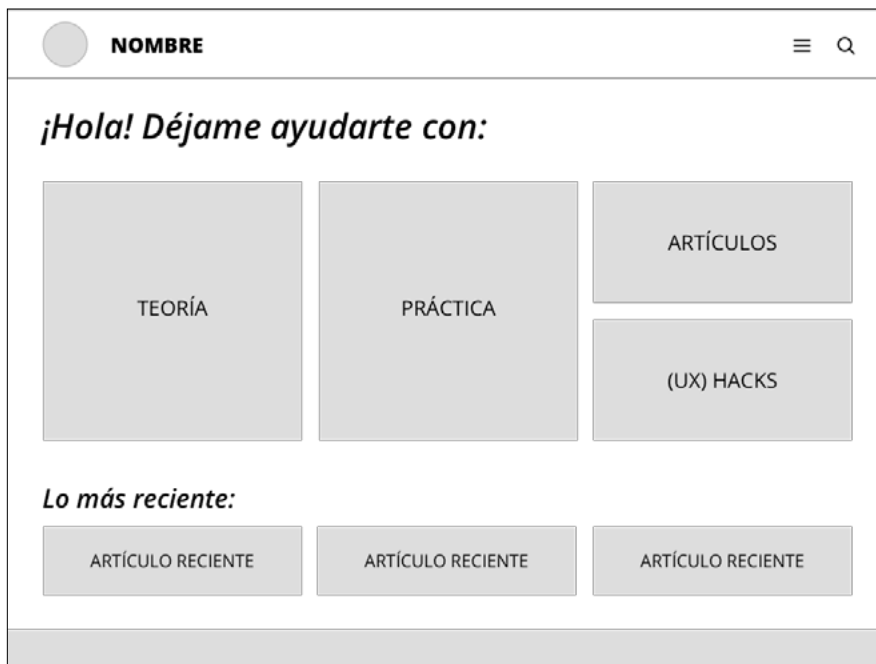 NOMBRE
¡Hola! Déjame ayudarte con:
TEORÍA
PRÁCTICA
ARTÍCULOS
(UX) HACKS
Lo más reciente:
ARTÍCULO RECIENTE
ARTÍCULO RECIENTE
ARTÍCULO RECIENTE